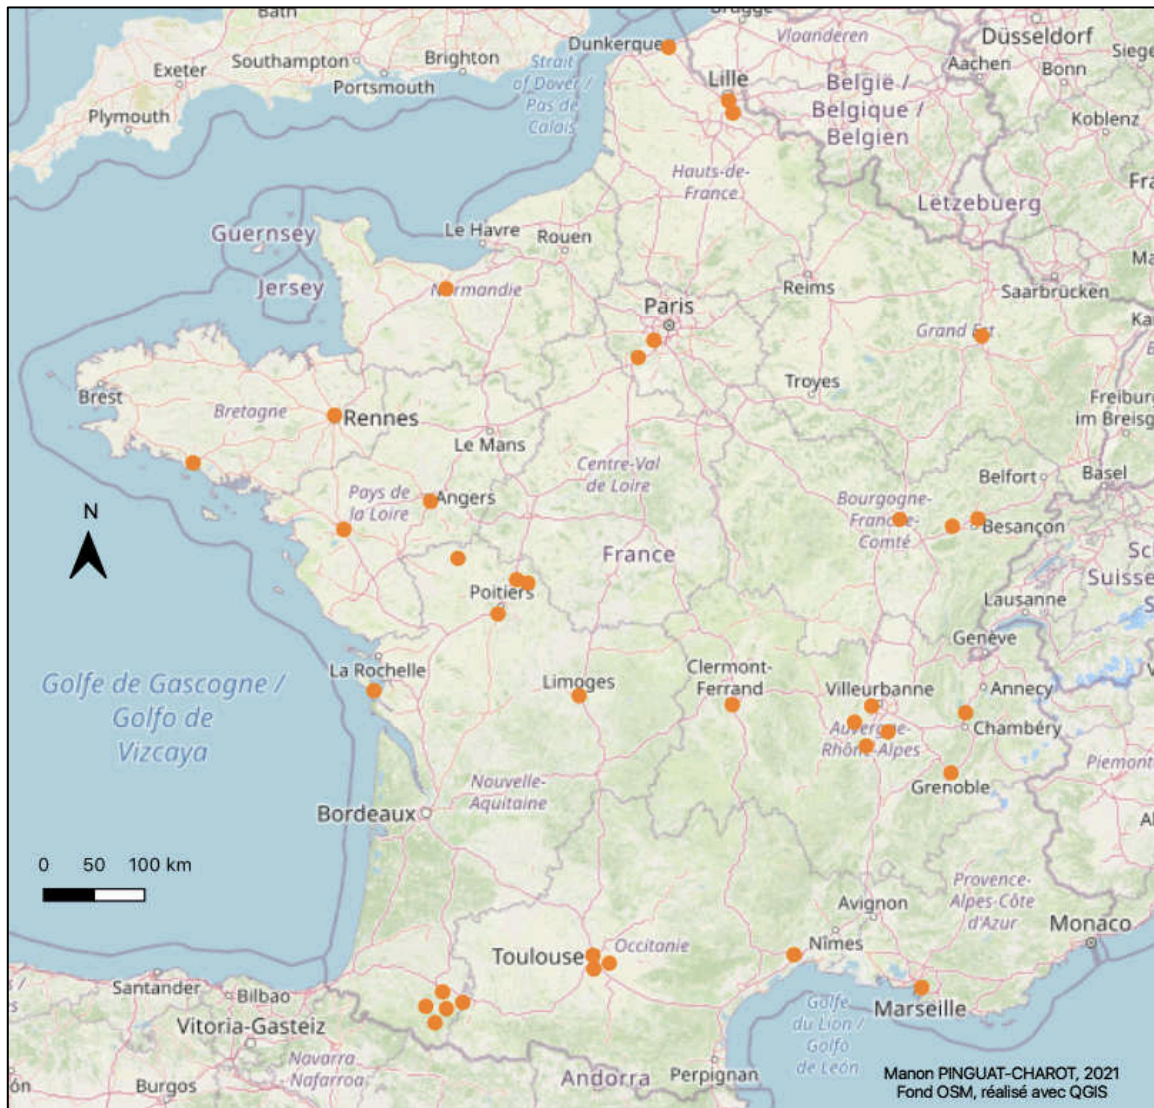 Bath
Brugge
Vlaanderen
Düsseldorf
Siege
Southampton
Brighton
Exeter
Portsmouth
Dunkerque
Strait
of Dover /
Pas de
Calais
Lille
Aachen
Bonn
België /
Belgique /
Belgien
Plymouth
Koblenz
Hauts-de-
France
Fra
Lëtzebuerg
Guernsey
Le Havre
Rouen
Ma
Jersey
Normandie
Reims
Saarbrücken
Paris
Grand Est
Ka
Troyes
Brest
Bretagne
Rennes
Freiburg
im Breisg
Le Mans
Centre-Val
de Loire
Belfort
Basel
N
Pays de
la Loire
Angers
Bourgogne-
Franche-
Comté
Besançon
France
Sc
Suisse
S
Poitiers
Lausanne
Genève
La Rochelle
Limoges
Clermont-
Ferrand
Villeurbanne
Annecy
Golfe de Gascogne /
Golfo de
Vizcaya
Auvergne-
Rhône-Alpes
Chambéry
Piemont
Nouvelle-
Aquitaine
Grenoble
Bordeaux
Al
0 50 100 km
Provence-
Alpes-Côte
d'Azur
Avignon
Monaco
Nîmes
Toulouse
Occitanie
Santander
Bilbao
Marseille
Golfe
du Lion /
Golfo
de León
Vitoria-Gasteiz
Navarra
Nafarroa
Andorra
Perpignan
ón
Burgos
Manon PINGUAT-CHAROT, 2021
Fond OSM, réalisé avec QGIS